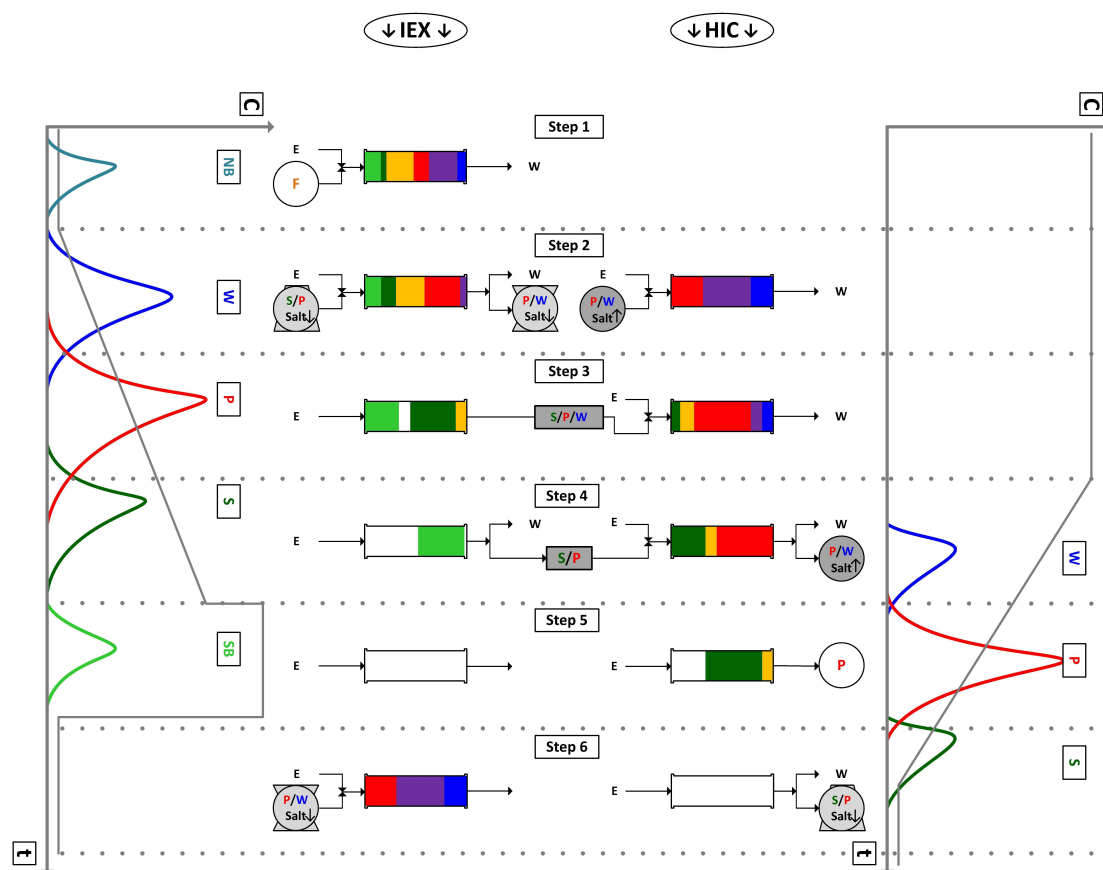 ↓ IEX ↓
↓ HIC ↓
C
C
Step 1
NB
E
F
W
Step 2
W
E
S/P
Salt↓
W
P/W
Salt↓
E
P/W
Salt↑
W
Step 3
P
E
S/P/W
E
W
Step 4
S
E
W
S/P
E
W
P/W
Salt↑
W
Step 5
SB
E
E
P
P
Step 6
E
P/W
Salt↓
E
W
S/P
Salt↓
S
t
t